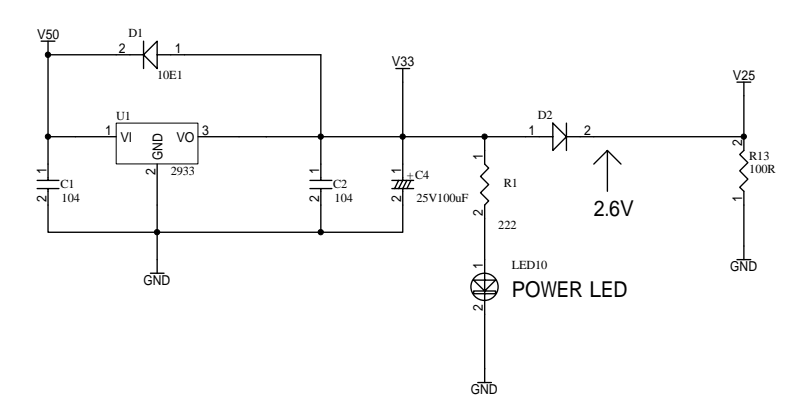 V50
D1
2
1
10E1
V33
V25
U1
1
VI
GND
VO
3
2
2933
D2
1
2
2
R13
100R
1
2.6V
1
C1
2
104
1
C2
2
104
1
+
C4
2
25V100uF
1
R1
2
222
GND
GND
1
LED10
POWER LED
2
GND